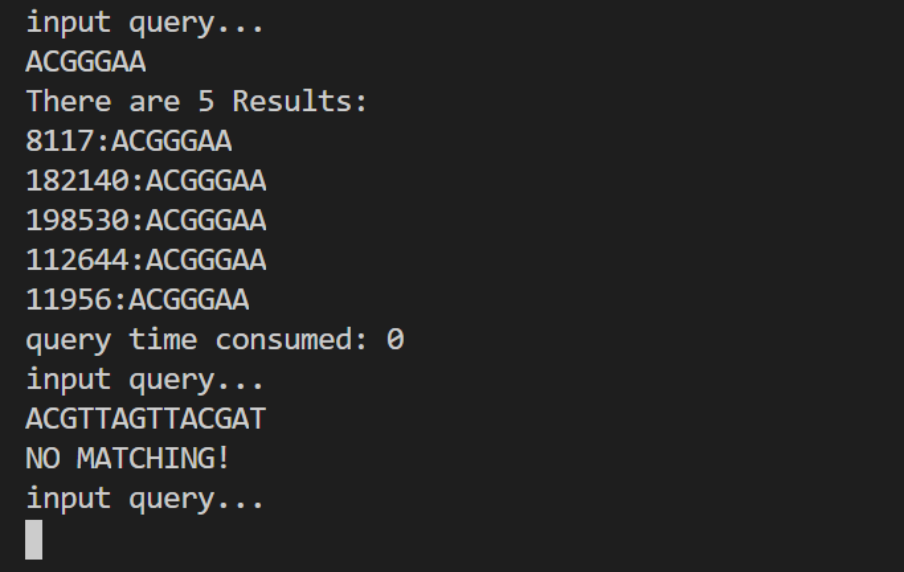 input query...
ACGGGAA
There are 5 Results:
8117:ACGGGAA
182140:ACGGGAA
198530:ACGGGAA
112644:ACGGGAA
11956:ACGGGAA
query time consumed: 0
input query...
ACGTTAGTTACGAT
NO MATCHING!
input query...